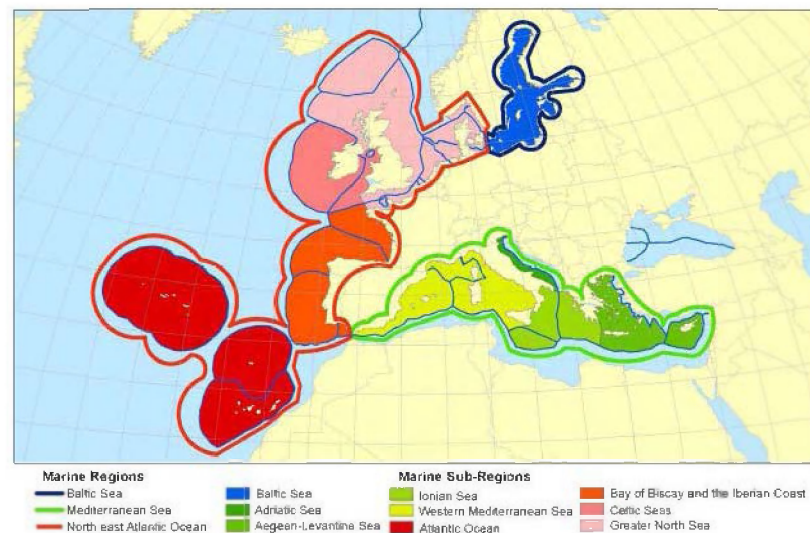 Marine Regions
Baltic Sea
Mediterranean Sea
North east Atlantic Ocean
Marine Sub-Regions
Baltic Sea
Adriatic Sea
Aegean-Levantine Sea
Ionian Sea
Western Mediterranean Sea
Atlantic Ocean
Bay of Biscay and the Iberian Coast
Celtic Seas
Greater North Sea